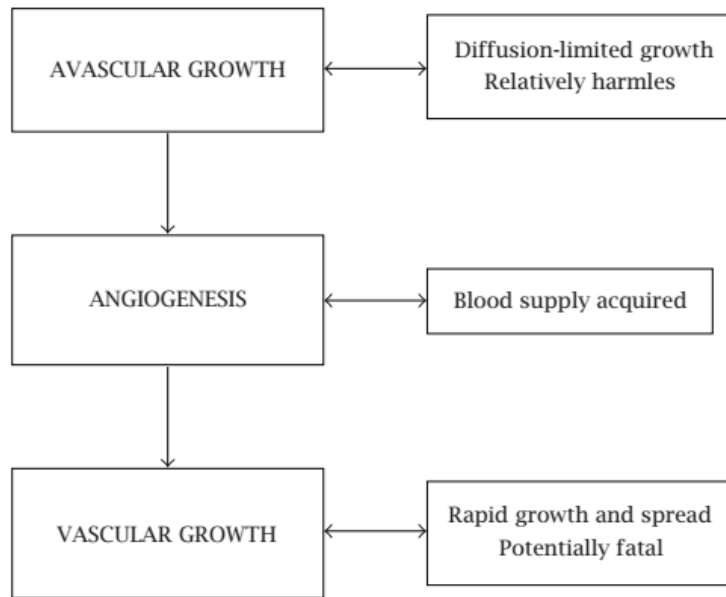 AVASCULAR GROWTH
Diffusion-limited growth
Relatively harmles
ANGIOGENESIS
Blood supply acquired
VASCULAR GROWTH
Rapid growth and spread
Potentially fatal